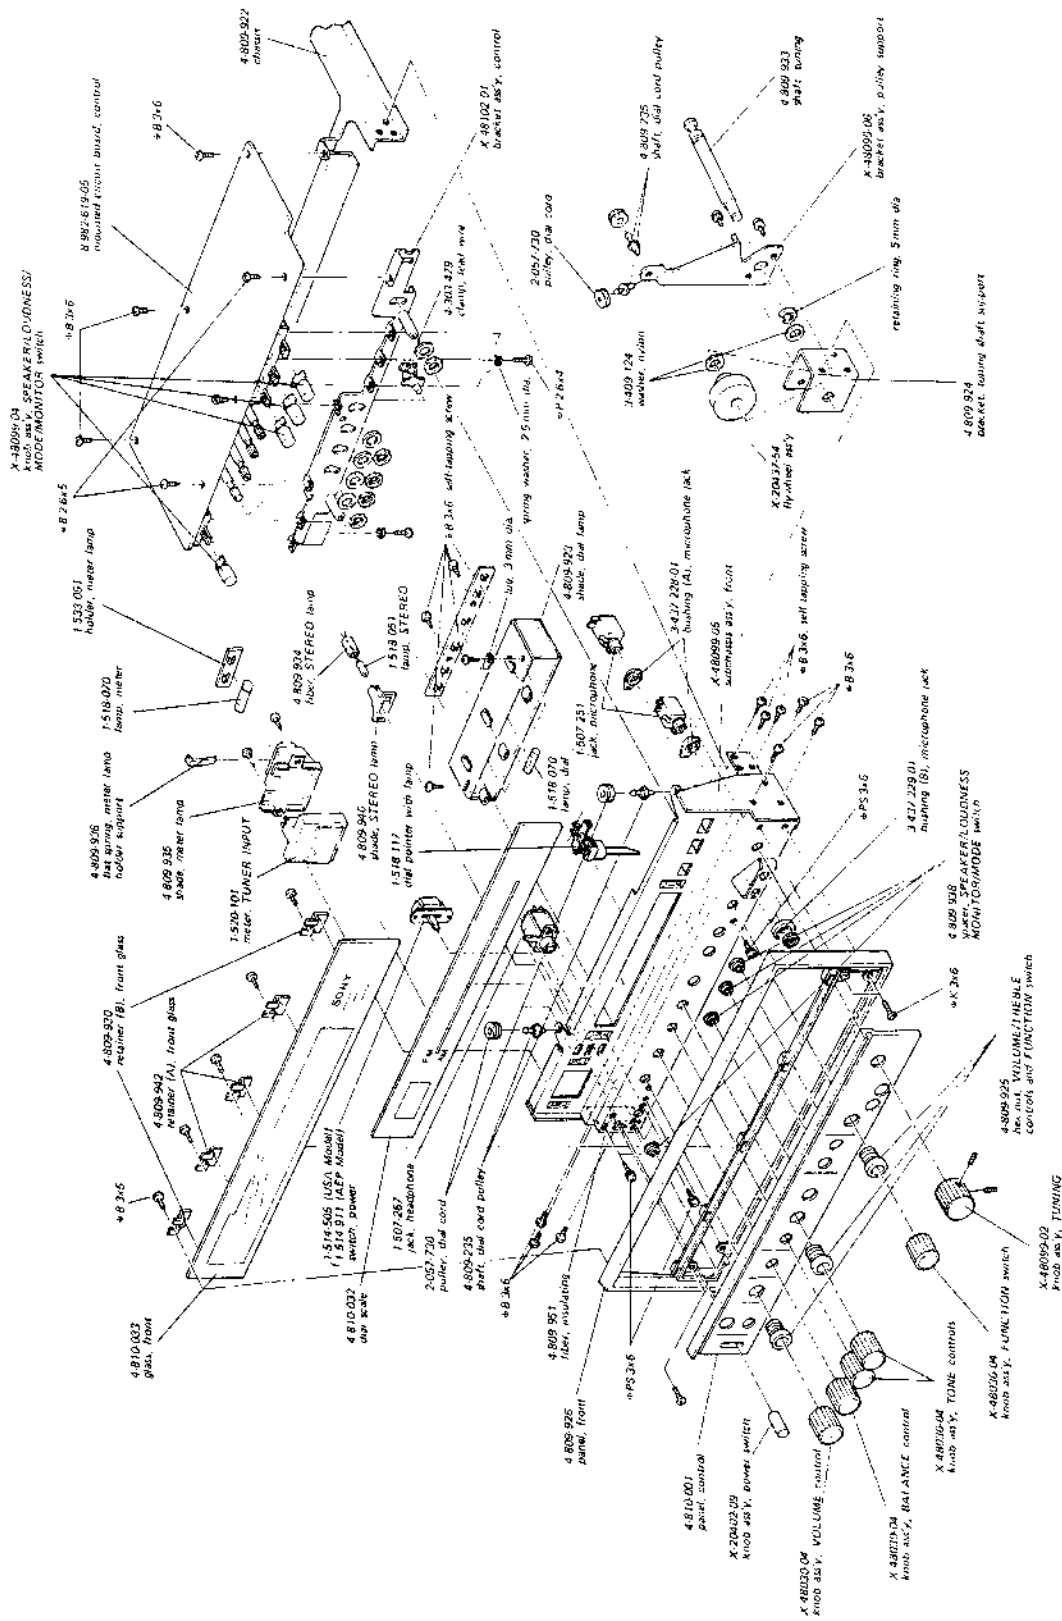 4-809-922
chassis
⌖B 3x6
8-982-619-05
mounted circuit board, control
X-48102-01
bracket ass'y, control
X-48099-04
knob ass'y, SPEAKER/LOUDNESS/
MODE/MONITOR switch
⌖B 3x6
⌖B 2.6x5
4-303-479
clamp, lead wire
⌖P 2.6x4
spring washer, 2.5 mm dia.
2-057-730
pulley, dial cord
4-809-235
shaft, dial cord pulley
4-809-933
shaft tuning
X-48099-06
bracket ass'y, pulley support
retaining ring, 5 mm dia
3-409-124
washer, nylon
4-809-924
bracket, tuning shaft support
X-20437-54
flywheel ass'y
1-533-051
holder, meter lamp
1-518-070
lamp, meter
4-809-936
flat spring, meter lamp
holder support
4-809-935
shade, meter lamp
1-520-101
meter, TUNER INPUT
4-809-934
fiber, STEREO lamp
1-518-051
lamp, STEREO
⌖B 3x6 self-tapping screw
lug, 3 mm dia.
4-809-923
shade, dial lamp
4-809-946
shade, STEREO lamp
1-518-117
dial pointer with lamp
1-518-070
lamp, dial
1-507-251
jack, microphone
3-437-228-01
bushing (A), microphone jack
X-48099-05
subchassis ass'y, front
⌖B 3x6, self tapping screw
⌖B 3x6
4-809-930
retainer (B), front glass
4-809-942
retainer (A), front glass
⌖B 3x6
SONY
FM
4-810-033
glass, front
4-810-032
dial scale
1-514-505 (USA Model)
(1-514-911 (AEP Model)
switch, power
1-507-267
jack, headphone
2-057-730
pulley, dial cord
4-809-235
shaft, dial cord pulley
⌖B 3x6
4-809-951
fiber, insulating
⌖PS 3x6
4-809-926
panel, front
⌖PS 3x6
3-437-229-01
bushing (B), microphone jack
4-809-938
spacer, SPEAKER/LOUDNESS
MONITOR/MODE switch
⌖K 3x6
4-809-925
hex nut, VOLUME/TREBLE
controls and FUNCTION switch
4-810-001
panel, control
X-20402-09
knob ass'y, power switch
X-48030-04
knob ass'y, VOLUME control
X-48030-04
knob ass'y, BALANCE control
X-48030-04
knob ass'y, TONE controls
X-48030-04
knob ass'y, FUNCTION switch
X-48099-02
knob ass'y, TUNING